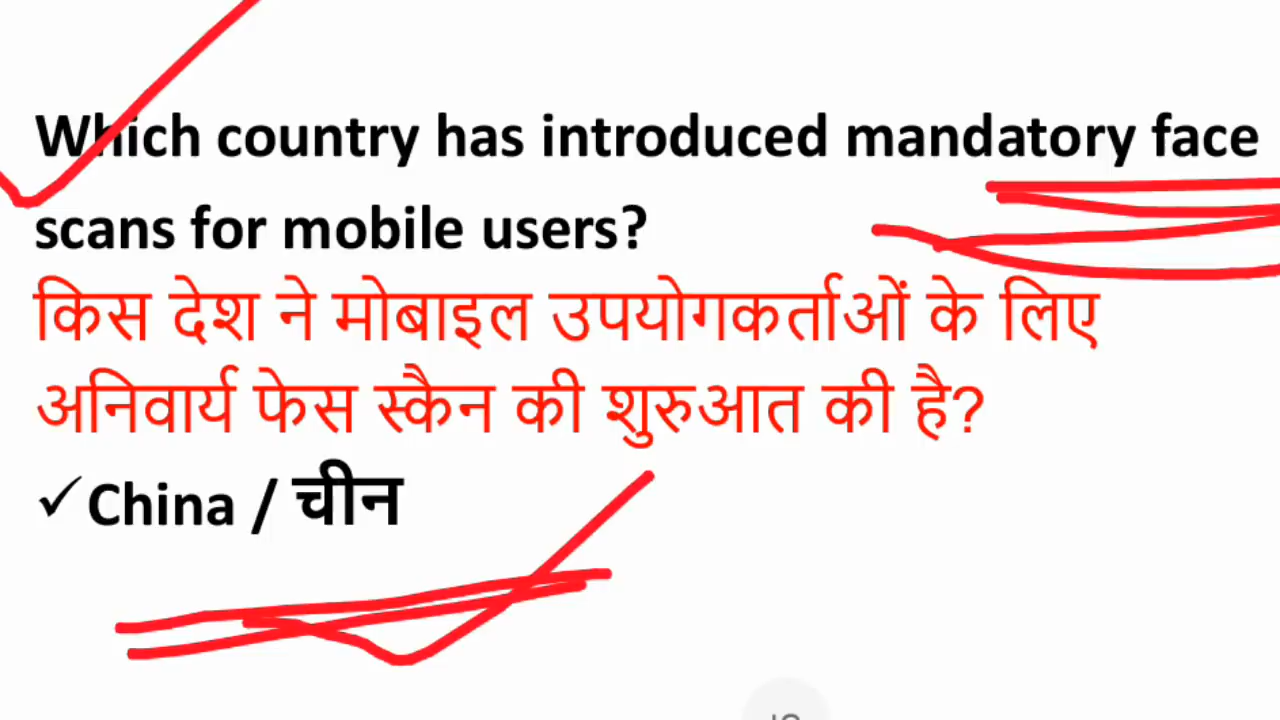 Which country has introduced mandatory face
scans for mobile users?
किस देश ने मोबाइल उपयोगकर्ताओं के लिए
अनिवार्य फेस स्कैन की शुरुआत की है?
✓China / चीन